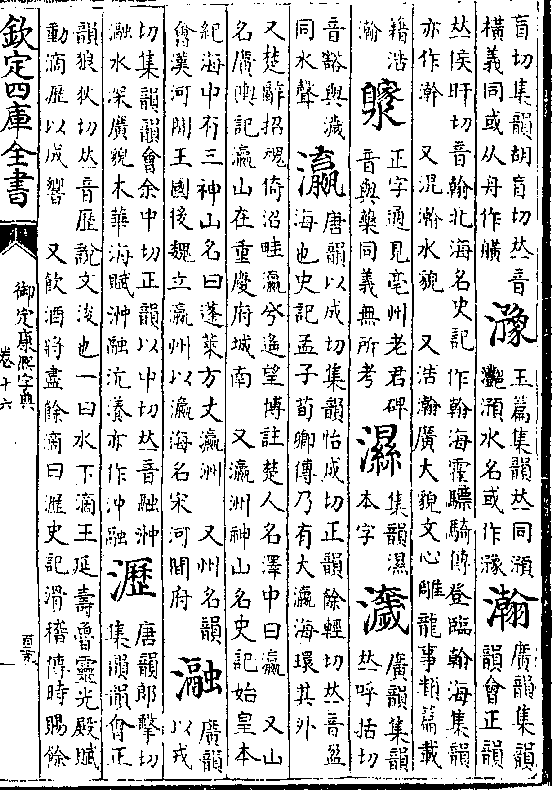 盲切集韻胡盲切𠀤音
橫義同或从舟作䑺
㵮
玉篇集韻𠀤同澦
灩澦水名或作㵮
瀚
廣韻集韻
韻會正韻
𠀤侯旰切音翰北海名史記
作翰海霍驃騎傳登臨翰海集韻
亦作瀚 又混瀚水貌 又浩瀚廣大貌文心雕龍事類篇載
籍浩
瀚
正字通見亳州老君碑
音與藥同義無所考
㶟
集韻濕
本字
濊
廣韻集韻
𠀤呼括切
音豁與濊
同水聲
瀛
唐韻以成切集韻怡成切正韻餘輕切𠀤音盈
海也史記孟子荀卿傳乃有大瀛海環其外
又楚辭招魂倚沼畦瀛兮遙望博註楚人名澤中曰瀛 又山
名廣輿記瀛山在重慶府城南 又瀛洲神山名史記始皇本
紀海中有三神山名曰蓬萊方丈瀛洲 又州名韻
會漢河閒王國後魏立瀛州以瀛海名宋河閒府
瀜
廣韻
以戎
切集韻韻會余中切正韻以中切𠀤音融沖
瀜水深廣貌木華海賦沖瀜沆瀁亦作沖融
瀝
唐韻郎擊切
集韻韻會正
韻狼狄切𠀤音歷說文浚也一曰水下滴王延壽魯靈光殿賦
動滴瀝以成響 又飲酒將盡餘滴曰瀝史記滑稽傳時賜餘
欽定四庫全書
御定康熙字典
卷十六